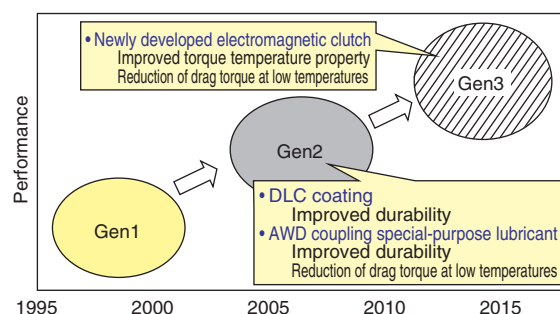 • Newly developed electromagnetic clutch
Improved torque temperature property
Reduction of drag torque at low temperatures
Gen3
Gen2
Performance
• DLC coating
Improved durability
• AWD coupling special-purpose lubricant
Improved durability
Reduction of drag torque at low temperatures
Gen1
1995 2000 2005 2010 2015